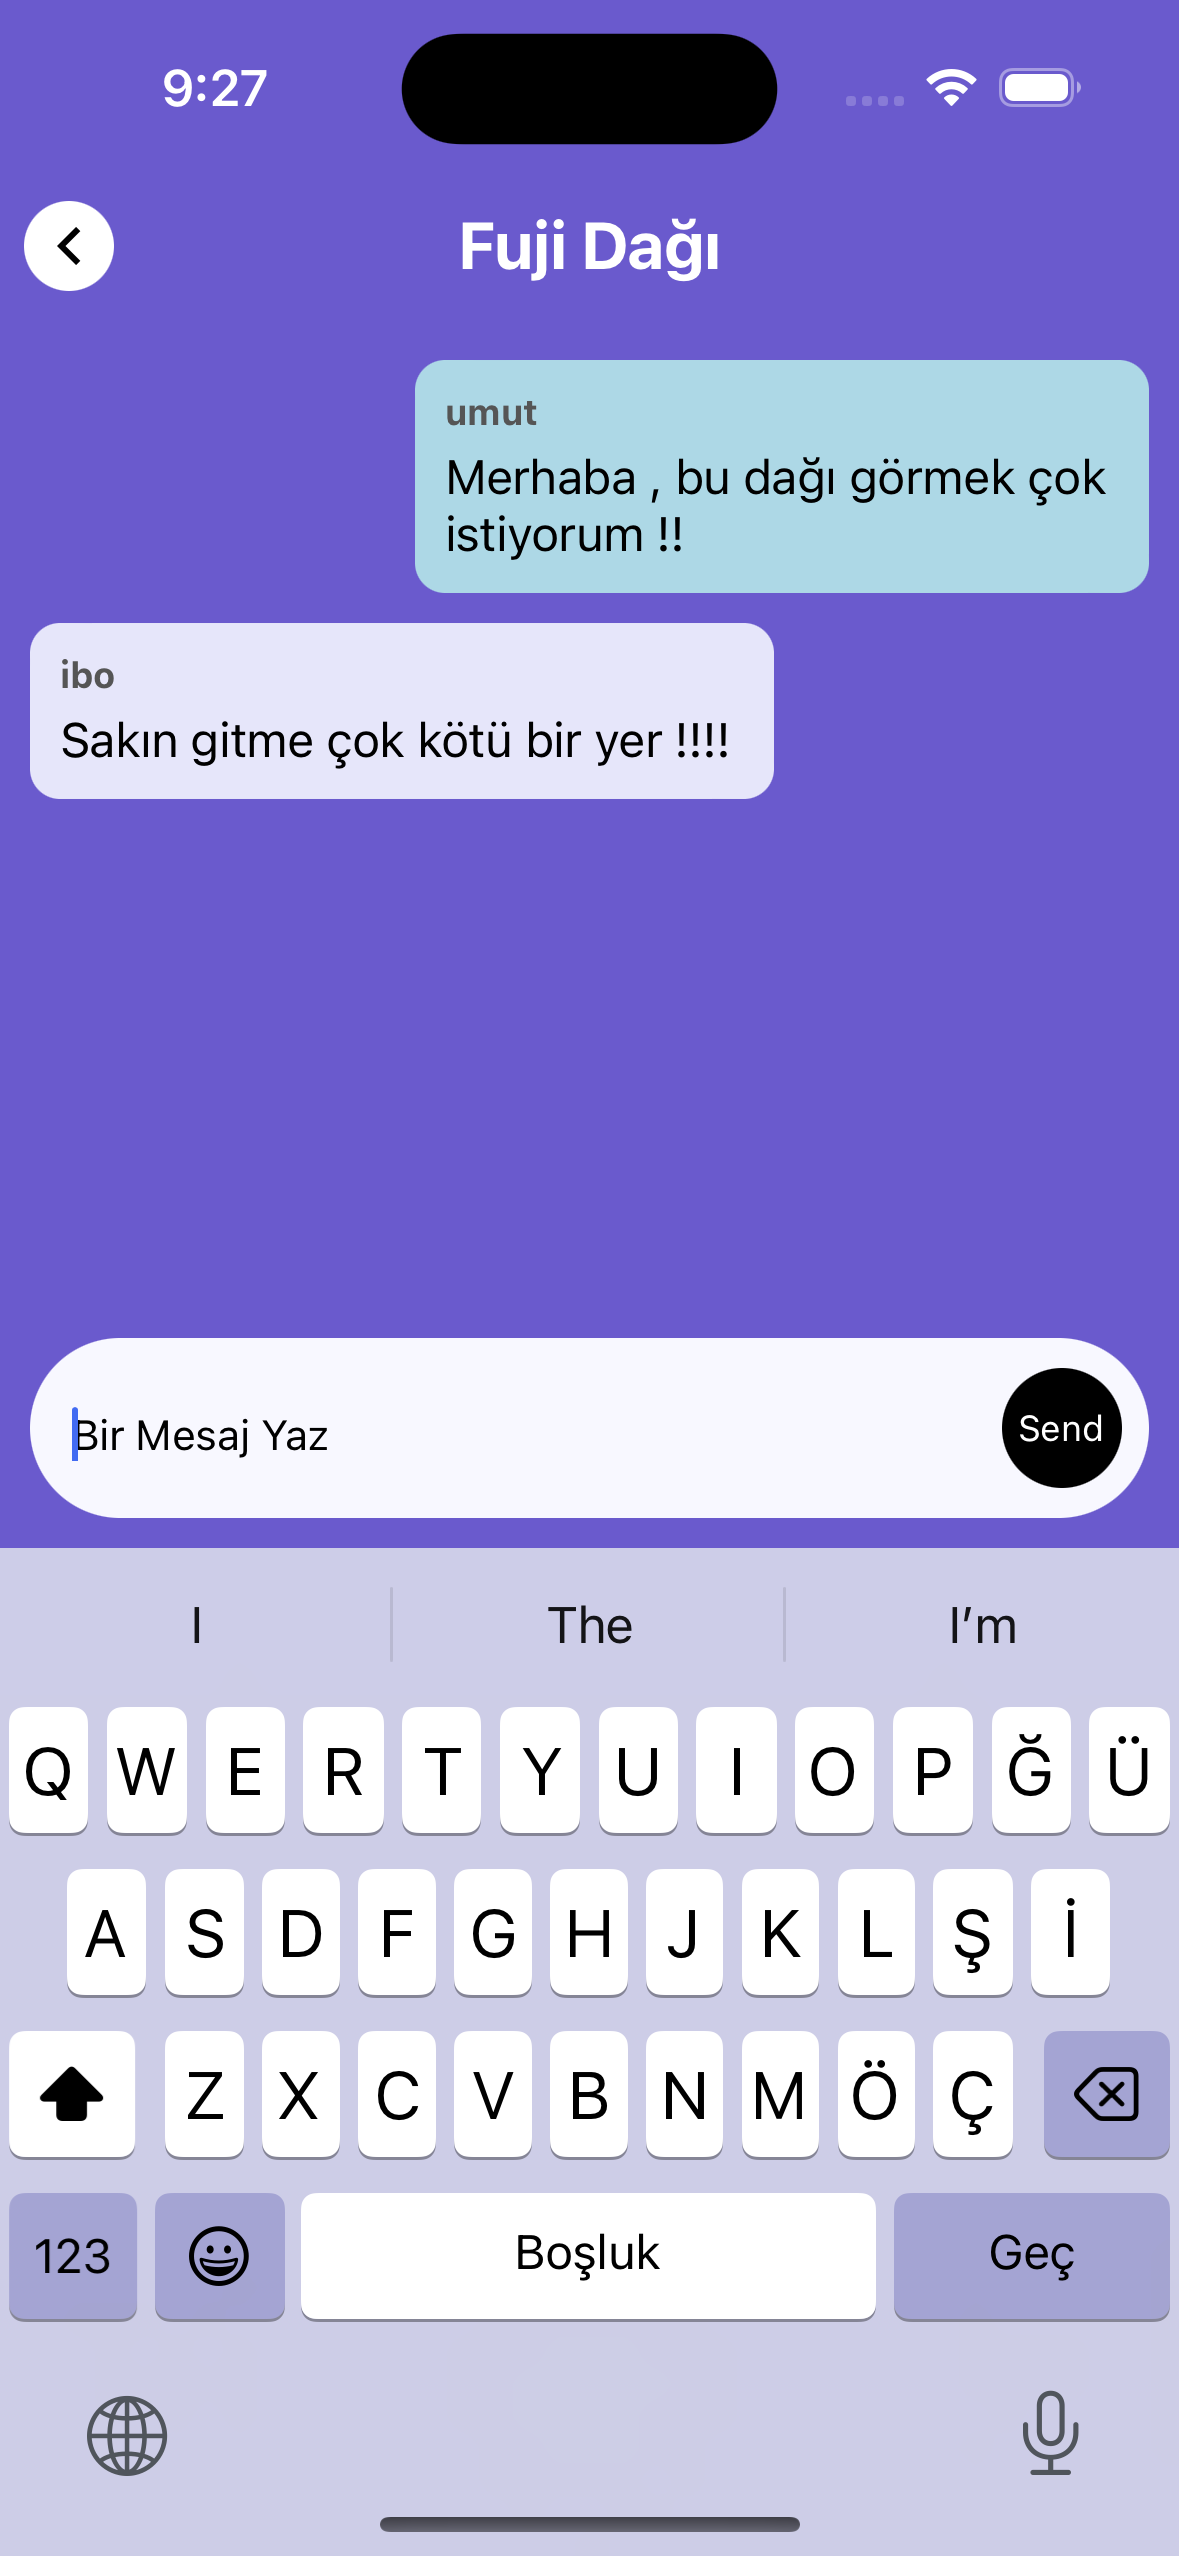 9:27
Fuji Dağı
umut
Merhaba , bu dağı görmek çok
istiyorum !!
ibo
Sakın gitme çok kötü bir yer !!!!
Bir Mesaj Yaz
Send
I The I’m
Q W E R T Y U I O P Ğ Ü
A S D F G H J K L Ş İ
Z X C V B N M Ö Ç
123 Boşluk Geç